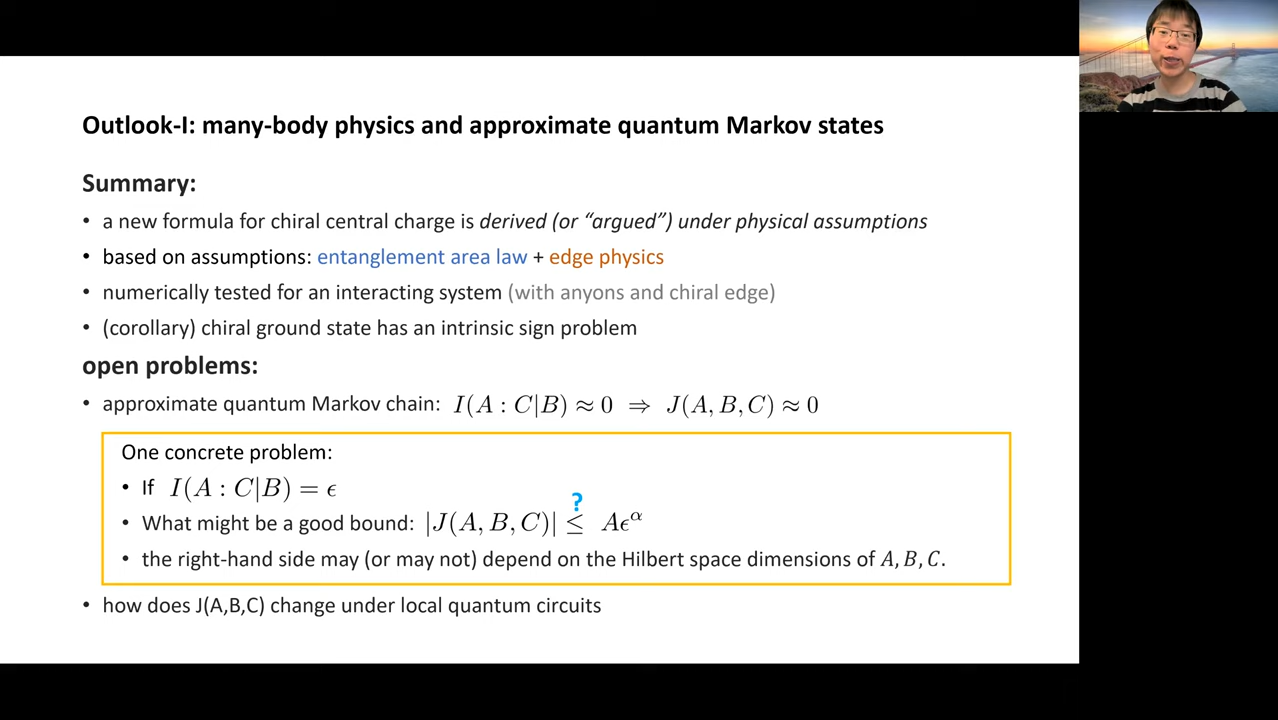 Outlook-I: many-body physics and approximate quantum Markov states
Summary:
• a new formula for chiral central charge is derived (or “argued”) under physical assumptions
• based on assumptions: entanglement area law + edge physics
• numerically tested for an interacting system (with anyons and chiral edge)
• (corollary) chiral ground state has an intrinsic sign problem
open problems:
• approximate quantum Markov chain: I(A : C|B) ≈ 0 ⇒ J(A, B, C) ≈ 0
One concrete problem:
• If I(A : C|B) = ϵ
?
• What might be a good bound: |J(A, B, C)| ≤ Aϵ^α
• the right-hand side may (or may not) depend on the Hilbert space dimensions of A, B, C.
• how does J(A,B,C) change under local quantum circuits